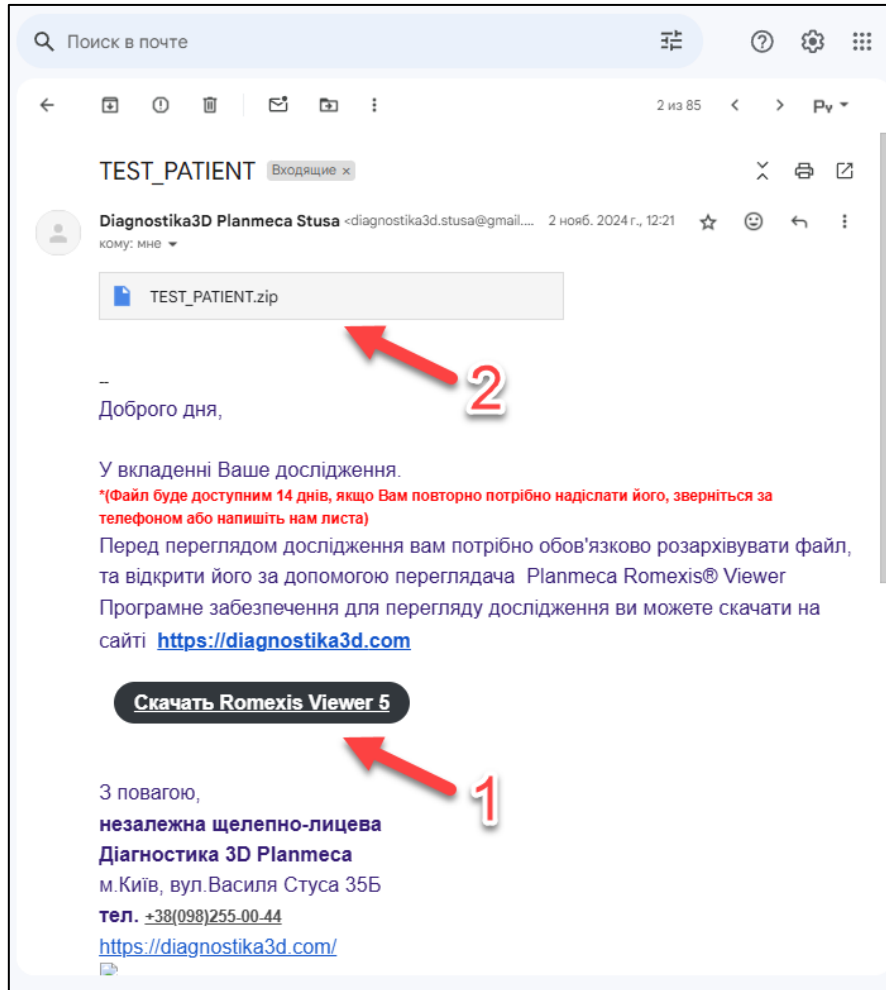 Поиск в почте
2 из 85
Ру
TEST_PATIENT Входящие ×
Diagnostika3D Planmeca Stusa <diagnostika3d.stusa@gmail.... 2 нояб. 2024 г., 12:21
кому: мне
TEST_PATIENT.zip
2
--
Доброго дня,
У вкладенні Ваше дослідження.
*(Файл буде доступним 14 днів, якщо Вам повторно потрібно надіслати його, зверніться за
телефоном або напишіть нам листа)
Перед переглядом дослідження вам потрібно обов'язково розархівувати файл,
та відкрити його за допомогою переглядача Planmeca Romexis® Viewer
Програмне забезпечення для перегляду дослідження ви можете скачати на
сайті https://diagnostika3d.com
Скачать Romexis Viewer 5
1
З повагою,
незалежна щелепно-лицева
Діагностика 3D Planmeca
м.Київ, вул.Василя Стуса 35Б
тел. +38(098)255-00-44
https://diagnostika3d.com/